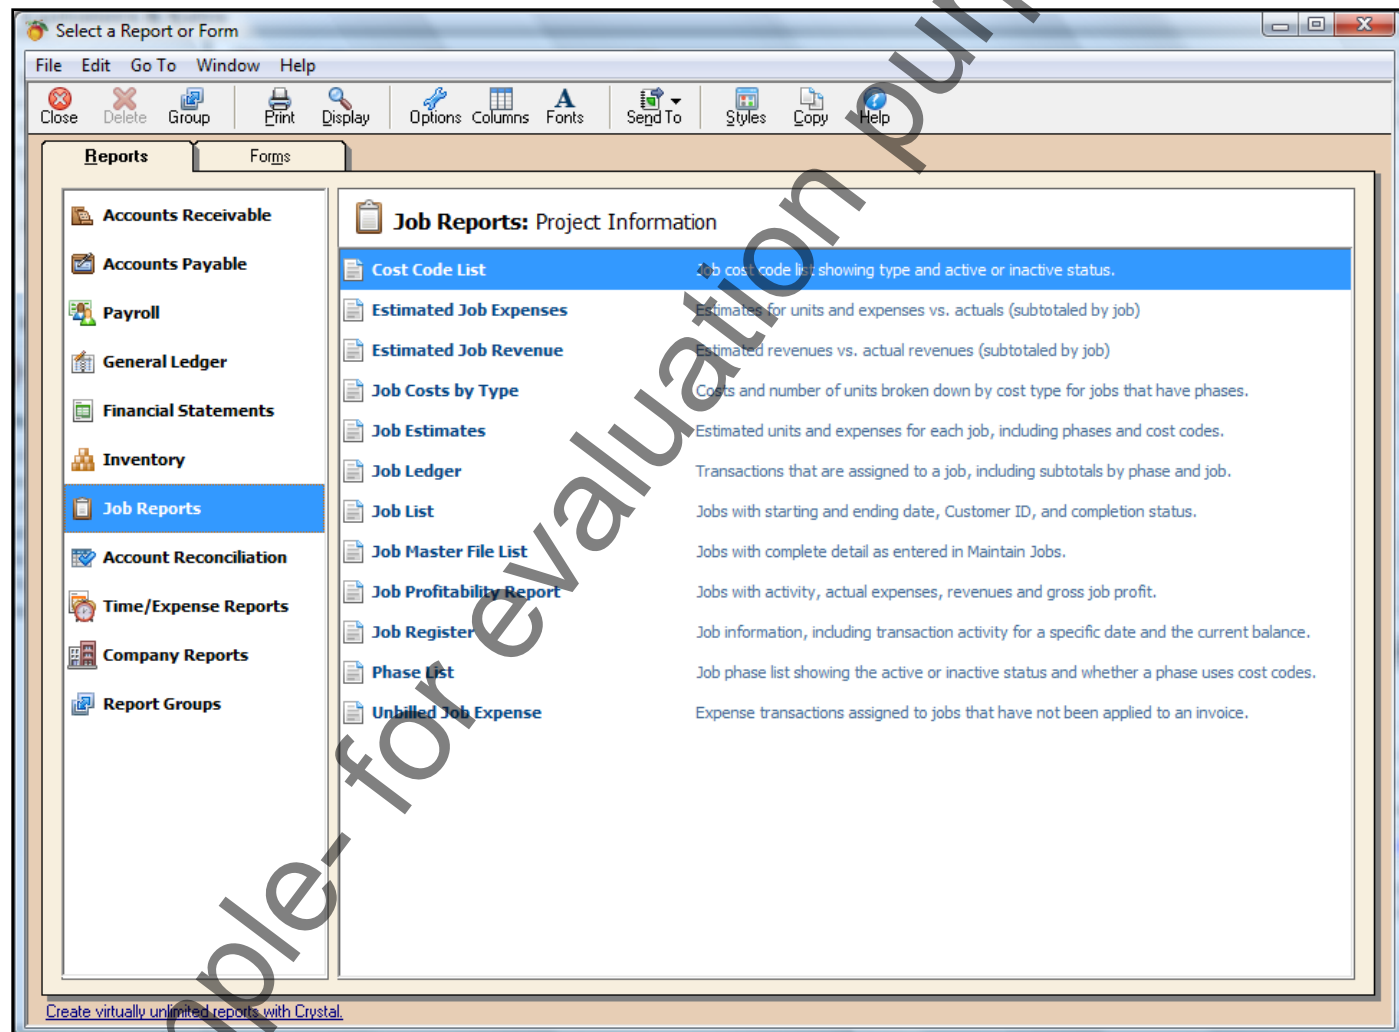 Select a Report or Form
File Edit Go To Window Help
Close Delete Group Print Display Options Columns Fonts Send To Styles Copy Help
Reports Forms
Accounts Receivable
Accounts Payable
Payroll
General Ledger
Financial Statements
Inventory
Job Reports
Account Reconciliation
Time/Expense Reports
Company Reports
Report Groups
Job Reports: Project Information
Cost Code List Job cost code list showing type and active or inactive status.
Estimated Job Expenses Estimates for units and expenses vs. actuals (subtotaled by job)
Estimated Job Revenue Estimated revenues vs. actual revenues (subtotaled by job)
Job Costs by Type Costs and number of units broken down by cost type for jobs that have phases.
Job Estimates Estimated units and expenses for each job, including phases and cost codes.
Job Ledger Transactions that are assigned to a job, including subtotals by phase and job.
Job List Jobs with starting and ending date, Customer ID, and completion status.
Job Master File List Jobs with complete detail as entered in Maintain Jobs.
Job Profitability Report Jobs with activity, actual expenses, revenues and gross job profit.
Job Register Job information, including transaction activity for a specific date and the current balance.
Phase List Job phase list showing the active or inactive status and whether a phase uses cost codes.
Unbilled Job Expense Expense transactions assigned to jobs that have not been applied to an invoice.
Create virtually unlimited reports with Crystal.
for evaluation